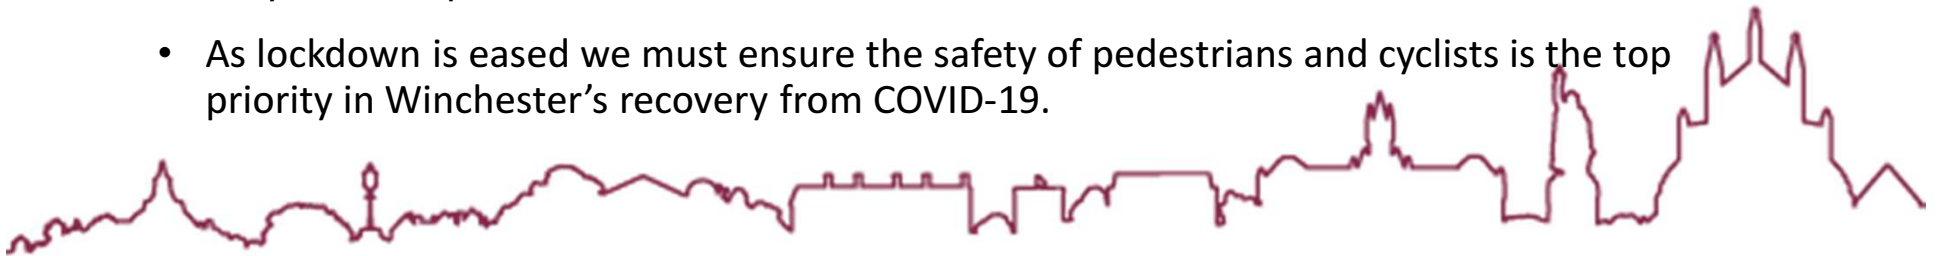 • As lockdown is eased we must ensure the safety of pedestrians and cyclists is the top
priority in Winchester’s recovery from COVID-19.